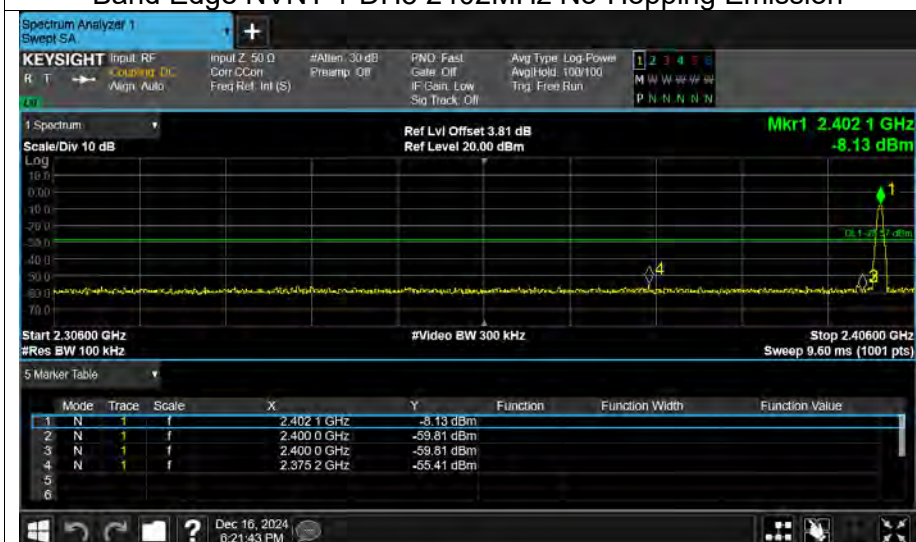 Band Edge NVNT 1-DH5 2402MHz No-Hopping Emission
Spectrum Analyzer 1
Swept SA
+
KEYSIGHT Input: RF Input Z: 50 Ω #Atten: 30 dB PNO: Fast Avg Type: Log-Power 1 2 3 4 5 6
R T Coupling: DC Corr CCorr Preamp: Off Gate: Off Avg|Hold: 100/100 M W W W W W
Align: Auto Freq Ref: Int (S) IF Gain: Low Trig: Free Run
Sig Track: Off P N N N N N
1 Spectrum Ref Lvl Offset 3.81 dB Mkr1 2.402 1 GHz
Scale/Div 10 dB Ref Level 20.00 dBm -8.13 dBm
Log
10.0
0.00
-10.0
-20.0
-30.0
-40.0
-50.0
-60.0
-70.0
1
4
3
Start 2.30600 GHz #Video BW 300 kHz Stop 2.40600 GHz
#Res BW 100 kHz Sweep 9.60 ms (1001 pts)
5 Marker Table
Mode Trace Scale X Y Function Function Width Function Value
1 N 1 f 2.402 1 GHz -8.13 dBm
2 N 1 f 2.400 0 GHz -59.81 dBm
3 N 1 f 2.400 0 GHz -59.81 dBm
4 N 1 f 2.375 2 GHz -55.41 dBm
5
6
? Dec 16, 2024
6:21:43 PM